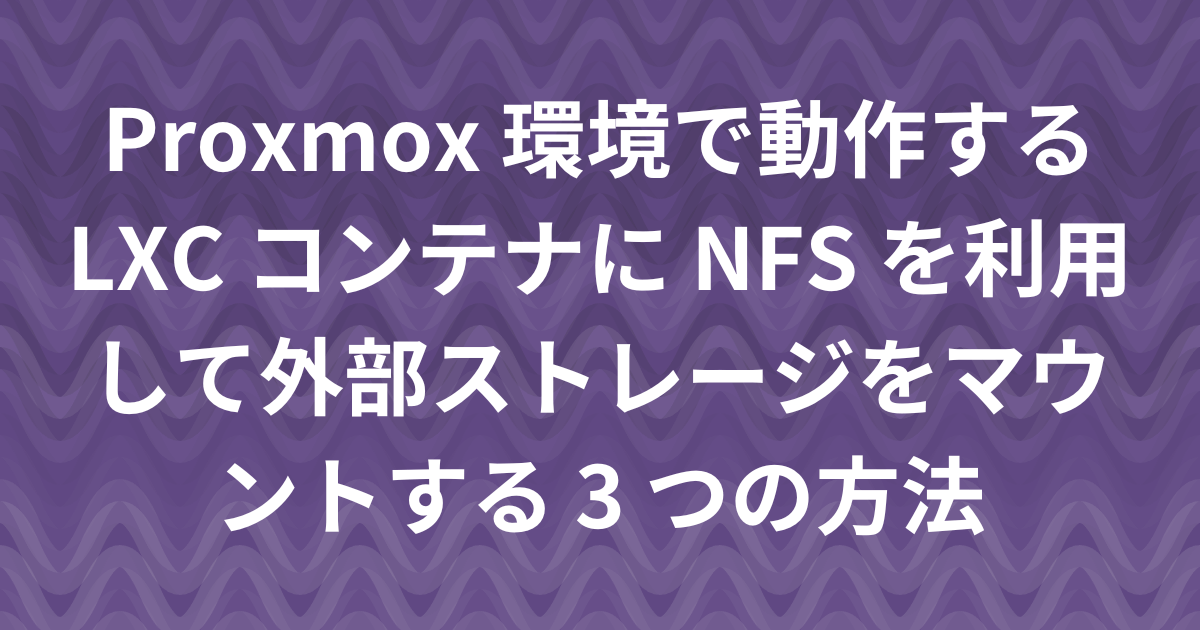 Proxmox 環境で動作する
LXC コンテナに NFS を利用
して外部ストレージをマウ
ントする 3 つの方法